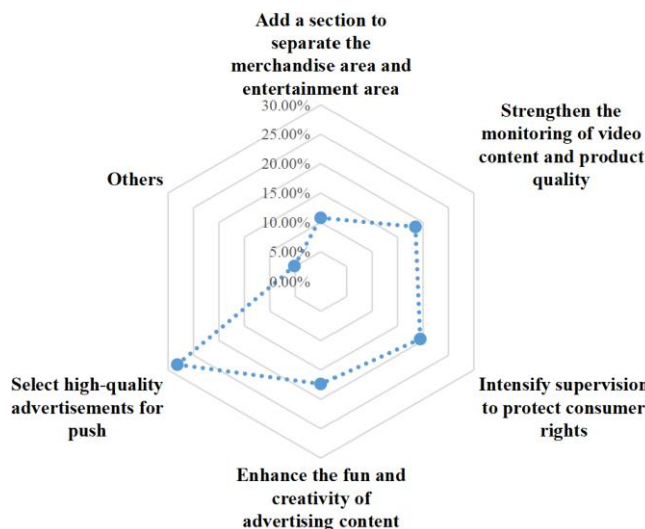 Add a section to
separate the
merchandise area and
entertainment area
30.00%
25.00%
20.00%
15.00%
10.00%
5.00%
0.00%
Strengthen the
monitoring of video
content and product
quality
Others
Select high-quality
advertisements for
push
Intensify supervision
to protect consumer
rights
Enhance the fun and
creativity of
advertising content